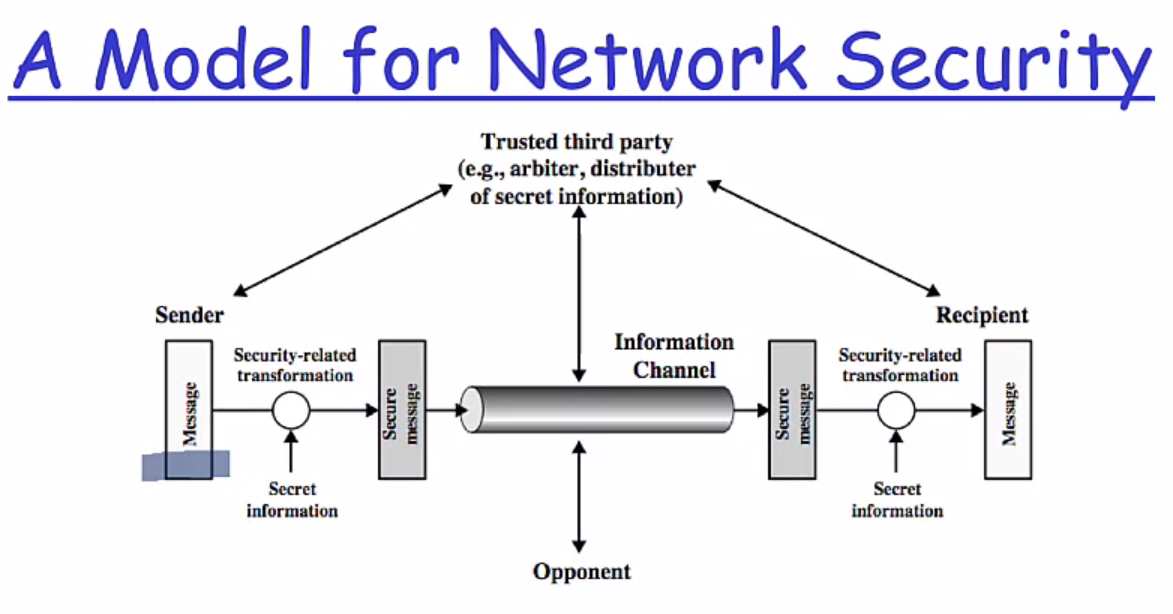 A Model for Network Security
Trusted third party
(e.g., arbiter, distributer
of secret information)
Sender
Recipient
Information
Channel
Security-related
transformation
Security-related
transformation
Message
Secure
message
Secure
message
Message
Secret
information
Secret
information
Opponent